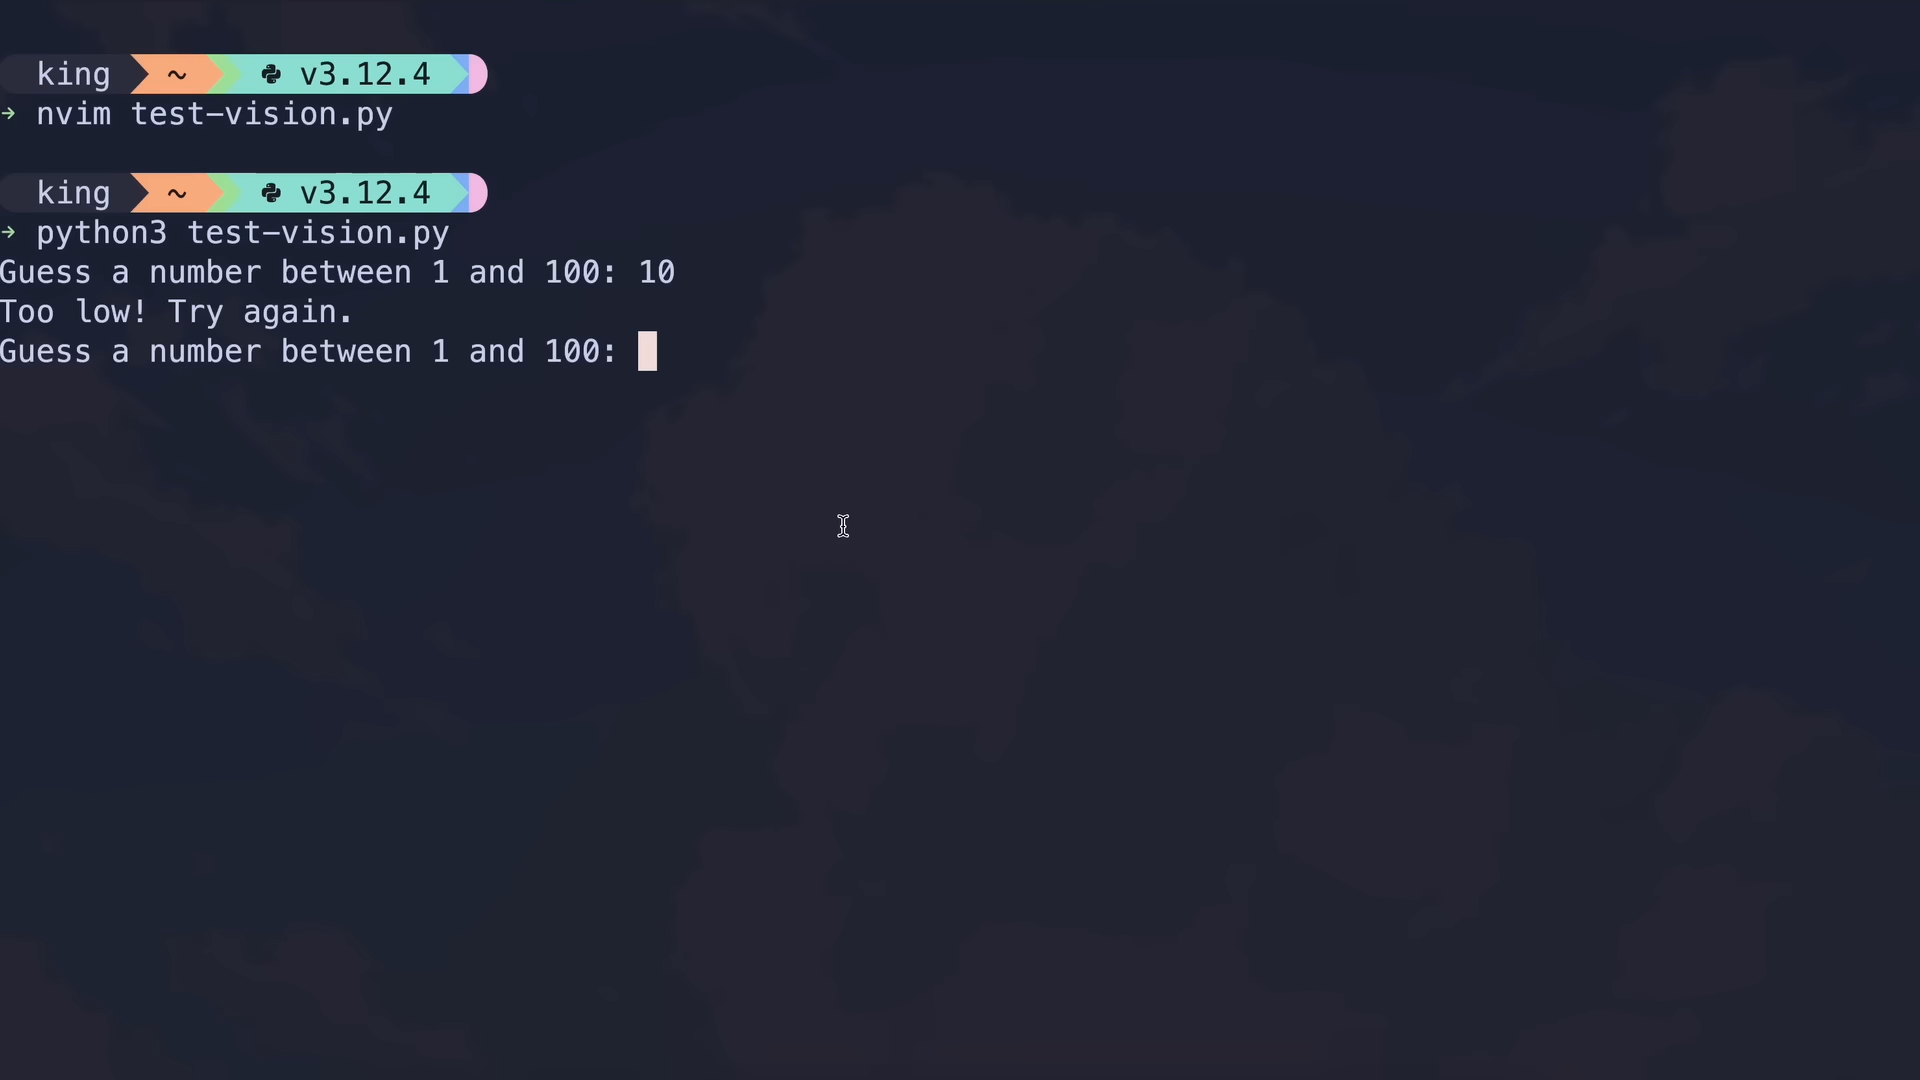 king ~ v3.12.4
→ nvim test-vision.py
king ~ v3.12.4
→ python3 test-vision.py
Guess a number between 1 and 100: 10
Too low! Try again.
Guess a number between 1 and 100: